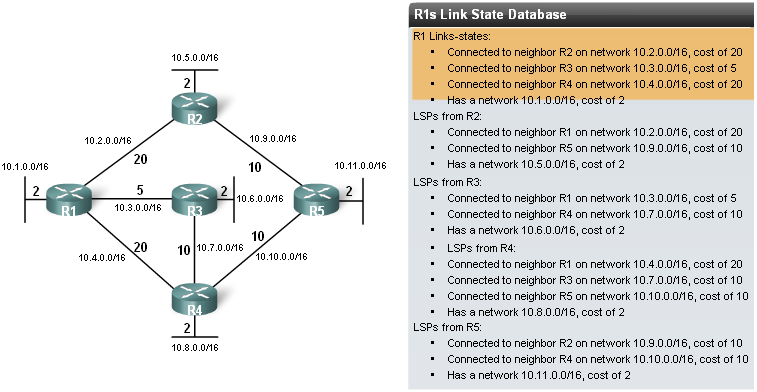 10.5.0.0/16
2
R2
10.2.0.0/16
10.9.0.0/16
20
10
10.1.0.0/16
10.11.0.0/16
2
5
2
2
10.6.0.0/16
R1
10.3.0.0/16
R3
R5
20
10
10.7.0.0/16
10
10.4.0.0/16
10.10.0.0/16
R4
2
10.8.0.0/16
R1s Link State Database
R1 Links-states:
▪ Connected to neighbor R2 on network 10.2.0.0/16, cost of 20
▪ Connected to neighbor R3 on network 10.3.0.0/16, cost of 5
▪ Connected to neighbor R4 on network 10.4.0.0/16, cost of 20
▪ Has a network 10.1.0.0/16, cost of 2
LSPs from R2:
▪ Connected to neighbor R1 on network 10.2.0.0/16, cost of 20
▪ Connected to neighbor R5 on network 10.9.0.0/16, cost of 10
▪ Has a network 10.5.0.0/16, cost of 2
LSPs from R3:
▪ Connected to neighbor R1 on network 10.3.0.0/16, cost of 5
▪ Connected to neighbor R4 on network 10.7.0.0/16, cost of 10
▪ Has a network 10.6.0.0/16, cost of 2
▪ LSPs from R4:
▪ Connected to neighbor R1 on network 10.4.0.0/16, cost of 20
▪ Connected to neighbor R3 on network 10.7.0.0/16, cost of 10
▪ Connected to neighbor R5 on network 10.10.0.0/16, cost of 10
▪ Has a network 10.8.0.0/16, cost of 2
LSPs from R5:
▪ Connected to neighbor R2 on network 10.9.0.0/16, cost of 10
▪ Connected to neighbor R4 on network 10.10.0.0/16, cost of 10
▪ Has a network 10.11.0.0/16, cost of 2